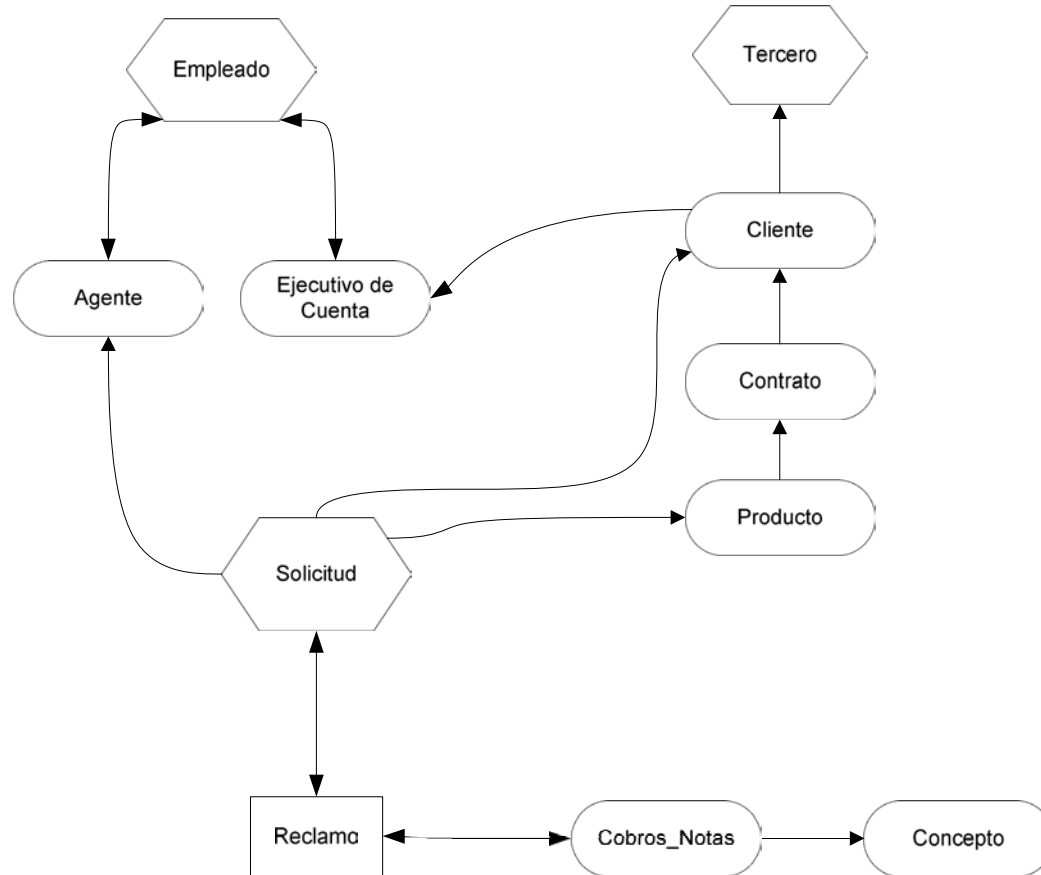 Empleado
Tercero
Cliente
Agente
Ejecutivo de
Cuenta
Contrato
Producto
Solicitud
Reclamo
Cobros_Notas
Concepto